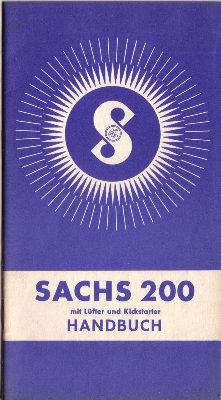 S
SACHS 200
mit Lüfter und Kickstarter
HANDBUCH